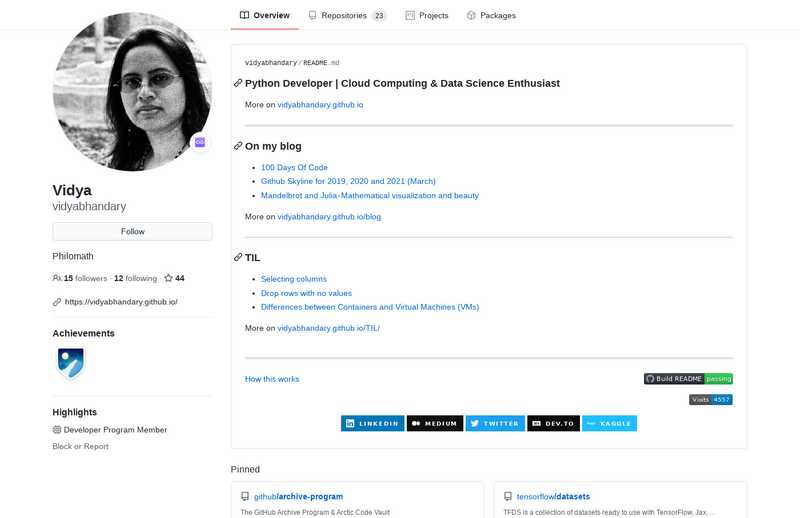 Overview
Repositories 23
Projects
Packages
Vidya
vidyabhandary
Follow
Philomath
15 followers · 12 following · 44
https://vidyabhandary.github.io/
Achievements
Highlights
Developer Program Member
Block or Report
vidyabhandary/README.md
Python Developer | Cloud Computing & Data Science Enthusiast
More on vidyabhandary.github io
On my blog
100 Days Of Code
Github Skyline for 2019, 2020 and 2021 (March)
Mandelbrot and Julia- Mathematical visualization and beauty
More on vidyabhandary.github io/blog
TIL
Selecting columns
Drop rows with no values
Differences between Containers and Virtual Machines (VMs)
More on vidyabhandary.github io/TIL/
How this works
Build README passing
Visits 4557
LINKEDIN
MEDIUM
TWITTER
DEV.TO
KAGGLE
Pinned
github/archive-program
The GitHub Archive Program & Arctic Code Vault
tensorflow/datasets
TFDS is a collection of datasets ready to use with TensorFlow, Jax, ...